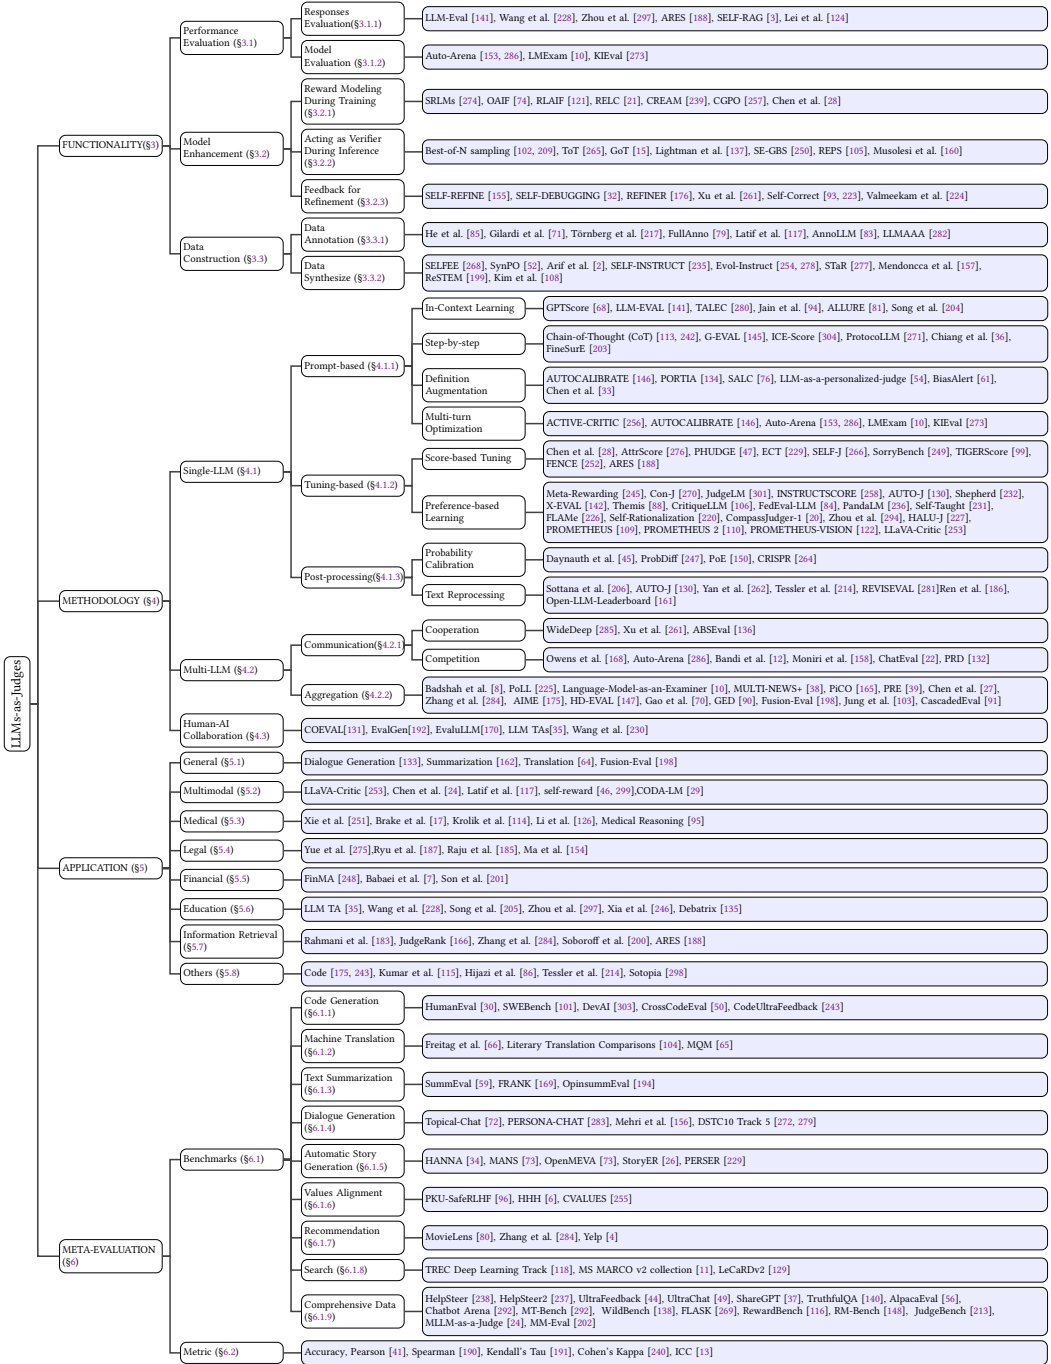 LLMs-as-Judges
FUNCTIONALITY(§3)
Performance
Evaluation (§3.1)
Responses
Evaluation(§3.1.1)
LLM-Eval [141], Wang et al. [228], Zhou et al. [297], ARES [188], SELF-RAG [3], Lei et al. [124]
Model
Evaluation (§3.1.2)
Auto-Arena [153, 286], LMExam [10], KIEval [273]
Model
Enhancement (§3.2)
Reward Modeling
During Training
(§3.2.1)
SRLMs [274], OAIF [74], RLAIF [121], RELC [21], CREAM [239], CGPO [257], Chen et al. [28]
Acting as Verifier
During Inference
(§3.2.2)
Best-of-N sampling [102, 209], ToT [265], GoT [15], Lightman et al. [137], SE-GBS [250], REPS [105], Musolesi et al. [160]
Feedback for
Refinement (§3.2.3)
SELF-REFINE [155], SELF-DEBUGGING [32], REFINER [176], Xu et al. [261], Self-Correct [93, 223], Valmeekam et al. [224]
Data
Construction (§3.3)
Data
Annotation (§3.3.1)
He et al. [85], Gilardi et al. [71], Törnberg et al. [217], FullAnno [79], Latif et al. [117], AnnoLLM [83], LLMAAA [282]
Data
Synthesize (§3.3.2)
SELFEE [268], SynPO [52], Arif et al. [2], SELF-INSTRUCT [235], Evol-Instruct [254, 278], STaR [277], Mendoncca et al. [157],
ReSTEM [199], Kim et al. [108]
METHODOLOGY (§4)
Single-LLM (§4.1)
Prompt-based (§4.1.1)
In-Context Learning
GPTScore [68], LLM-EVAL [141], TALEC [280], Jain et al. [94], ALLURE [81], Song et al. [204]
Step-by-step
Chain-of-Thought (CoT) [113, 242], G-EVAL [145], ICE-Score [304], ProtocoLLM [271], Chiang et al. [36],
FineSurE [203]
Definition
Augmentation
AUTOCALIBRATE [146], PORTIA [134], SALC [76], LLM-as-a-personalized-judge [54], BiasAlert [61],
Chen et al. [33]
Multi-turn
Optimization
ACTIVE-CRITIC [256], AUTOCALIBRATE [146], Auto-Arena [153, 286], LMExam [10], KIEval [273]
Tuning-based (§4.1.2)
Score-based Tuning
Chen et al. [28], AttrScore [276], PHUDGE [47], ECT [229], SELF-J [266], SorryBench [249], TIGERScore [99],
FENCE [252], ARES [188]
Preference-based
Learning
Meta-Rewarding [245], Con-J [270], JudgeLM [301], INSTRUCTSCORE [258], AUTO-J [130], Shepherd [232],
X-EVAL [142], Themis [88], CritiqueLLM [106], FedEval-LLM [84], PandaLM [236], Self-Taught [231],
FLAMe [226], Self-Rationalization [220], CompassJudger-1 [20], Zhou et al. [294], HALU-J [227],
PROMETHEUS [109], PROMETHEUS 2 [110], PROMETHEUS-VISION [122], LLaVA-Critic [253]
Post-processing(§4.1.3)
Probability
Calibration
Daynauth et al. [45], ProbDiff [247], PoE [150], CRISPR [264]
Text Reprocessing
Sottana et al. [206], AUTO-J [130], Yan et al. [262], Tessler et al. [214], REVISEVAL [281]Ren et al. [186],
Open-LLM-Leaderboard [161]
Multi-LLM (§4.2)
Communication(§4.2.1)
Cooperation
WideDeep [285], Xu et al. [261], ABSEval [136]
Competition
Owens et al. [168], Auto-Arena [286], Bandi et al. [12], Moniri et al. [158], ChatEval [22], PRD [132]
Aggregation (§4.2.2)
Badshah et al. [8], PoLL [225], Language-Model-as-an-Examiner [10], MULTI-NEWS+ [38], PiCO [165], PRE [39], Chen et al. [27],
Zhang et al. [284], AIME [175], HD-EVAL [147], Gao et al. [70], GED [90], Fusion-Eval [198], Jung et al. [103], CascadedEval [91]
Human-AI
Collaboration (§4.3)
COEVAL[131], EvalGen[192], EvaluLLM[170], LLM TAs[35], Wang et al. [230]
APPLICATION (§5)
General (§5.1)
Dialogue Generation [133], Summarization [162], Translation [64], Fusion-Eval [198]
Multimodal (§5.2)
LLaVA-Critic [253], Chen et al. [24], Latif et al. [117], self-reward [46, 299],CODA-LM [29]
Medical (§5.3)
Xie et al. [251], Brake et al. [17], Krolik et al. [114], Li et al. [126], Medical Reasoning [95]
Legal (§5.4)
Yue et al. [275],Ryu et al. [187], Raju et al. [185], Ma et al. [154]
Financial (§5.5)
FinMA [248], Babaei et al. [7], Son et al. [201]
Education (§5.6)
LLM TA [35], Wang et al. [228], Song et al. [205], Zhou et al. [297], Xia et al. [246], Debatrix [135]
Information Retrieval
(§5.7)
Rahmani et al. [183], JudgeRank [166], Zhang et al. [284], Soboroff et al. [200], ARES [188]
Others (§5.8)
Code [175, 243], Kumar et al. [115], Hijazi et al. [86], Tessler et al. [214], Sotopia [298]
META-EVALUATION
(§6)
Benchmarks (§6.1)
Code Generation
(§6.1.1)
HumanEval [30], SWEBench [101], DevAI [303], CrossCodeEval [50], CodeUltraFeedback [243]
Machine Translation
(§6.1.2)
Freitag et al. [66], Literary Translation Comparisons [104], MQM [65]
Text Summarization
(§6.1.3)
SummEval [59], FRANK [169], OpinsummEval [194]
Dialogue Generation
(§6.1.4)
Topical-Chat [72], PERSONA-CHAT [283], Mehri et al. [156], DSTC10 Track 5 [272, 279]
Automatic Story
Generation (§6.1.5)
HANNA [34], MANS [73], OpenMEVA [73], StoryER [26], PERSER [229]
Values Alignment
(§6.1.6)
PKU-SafeRLHF [96], HHH [6], CVALUES [255]
Recommendation
(§6.1.7)
MovieLens [80], Zhang et al. [284], Yelp [4]
Search (§6.1.8)
TREC Deep Learning Track [118], MS MARCO v2 collection [11], LeCaRDv2 [129]
Comprehensive Data
(§6.1.9)
HelpSteer [238], HelpSteer2 [237], UltraFeedback [44], UltraChat [49], ShareGPT [37], TruthfulQA [140], AlpacaEval [56],
Chatbot Arena [292], MT-Bench [292], WildBench [138], FLASK [269], RewardBench [116], RM-Bench [148], JudgeBench [213],
MLLM-as-a-Judge [24], MM-Eval [202]
Metric (§6.2)
Accuracy, Pearson [41], Spearman [190], Kendall's Tau [191], Cohen's Kappa [240], ICC [13]